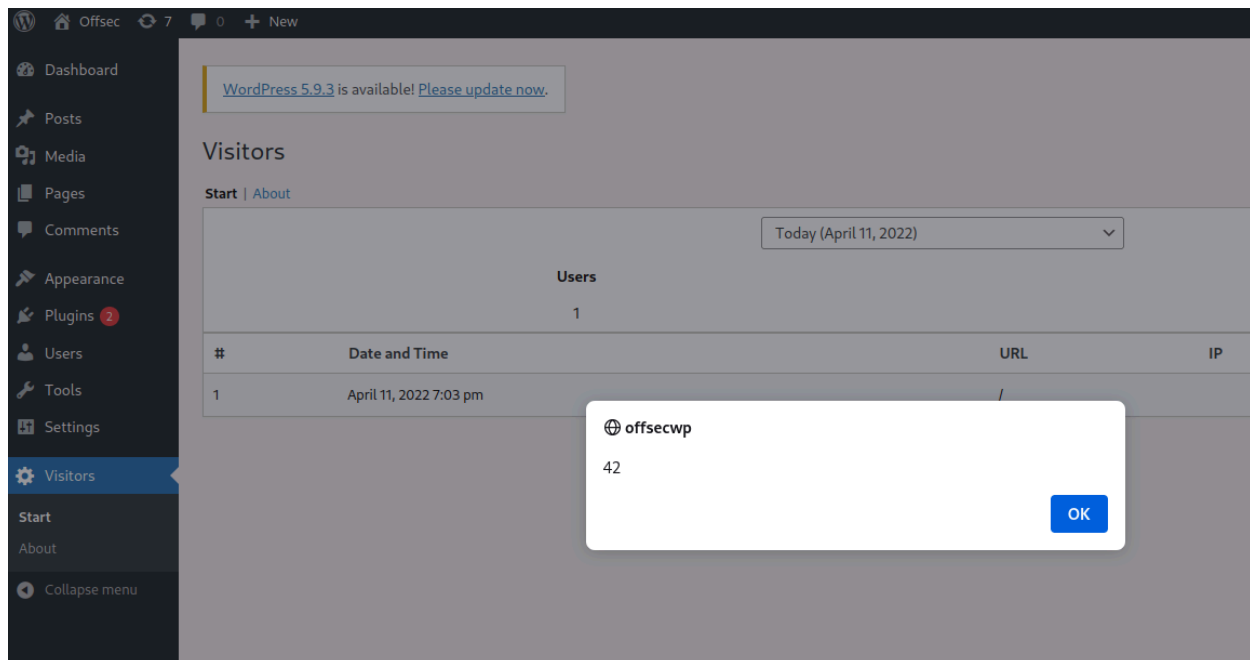 Offsec 7 0 + New
Dashboard
Posts
Media
Pages
Comments
Appearance
Plugins 2
Users
Tools
Settings
Visitors
Start
About
Collapse menu
WordPress 5.9.3 is available! Please update now.
Visitors
Start | About
Today (April 11, 2022)
Users
1
# Date and Time URL IP
1 April 11, 2022 7:03 pm /
offsecwp
42
OK